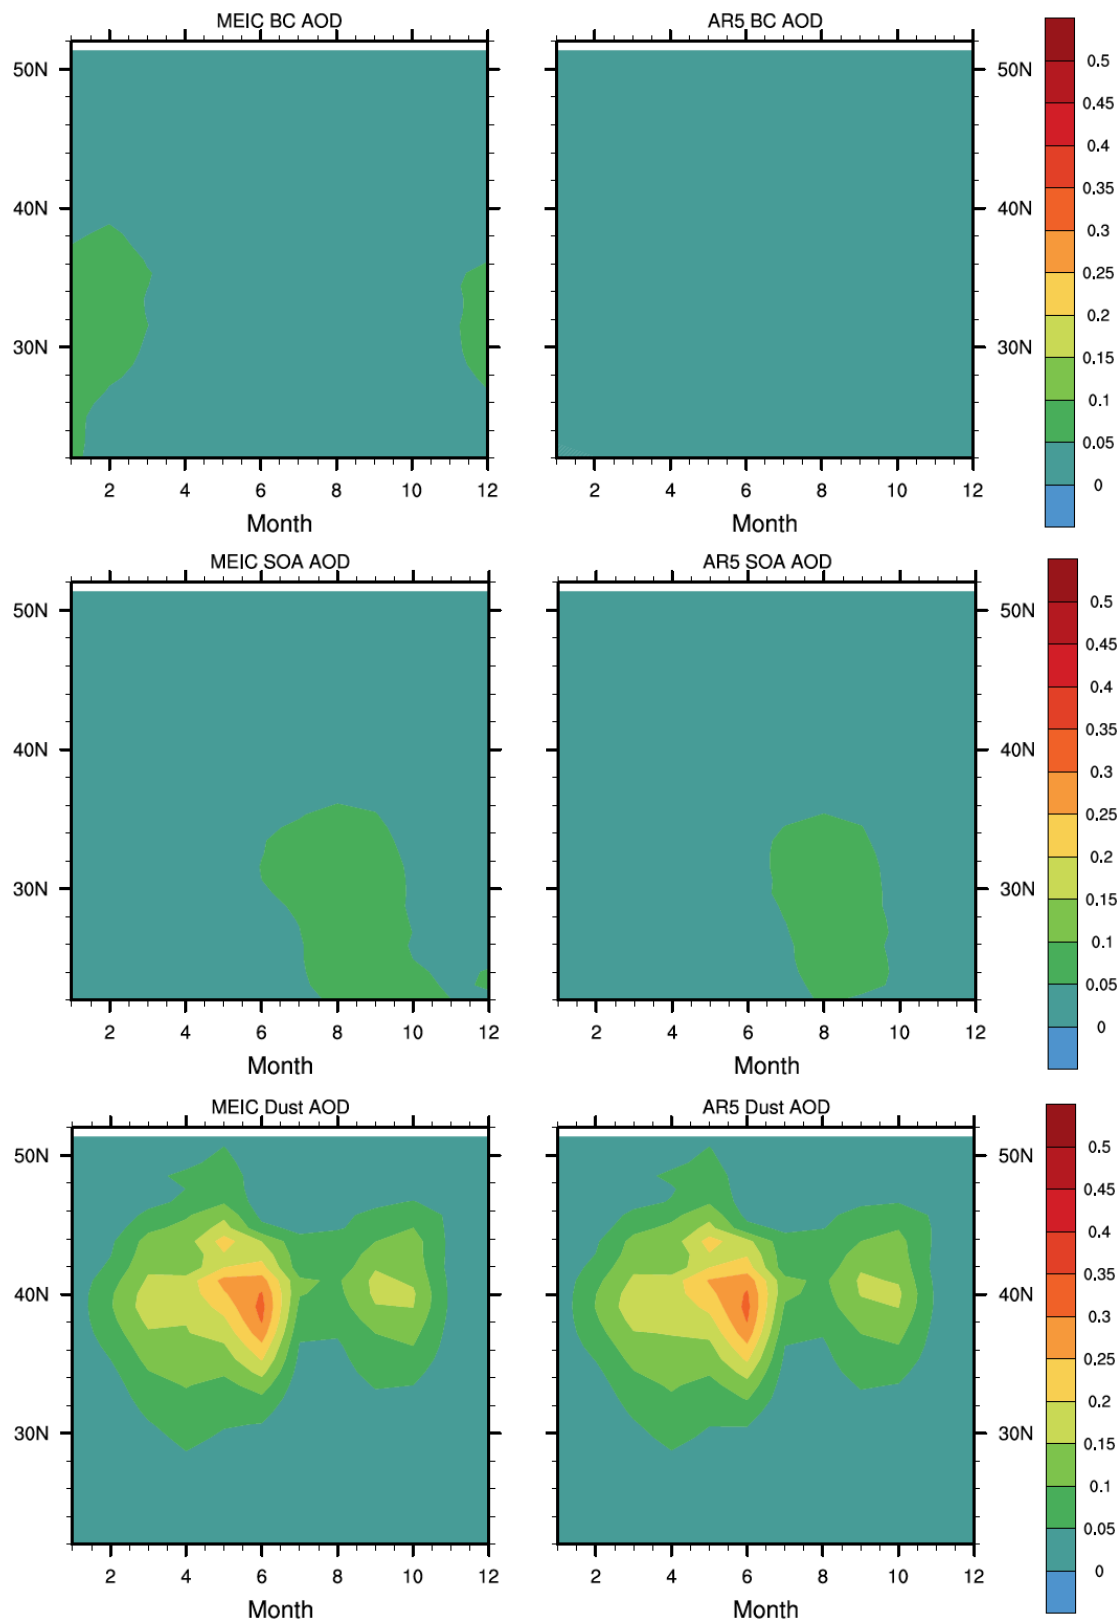 MEIC BC AOD
AR5 BC AOD
50N
40N
30N
50N
40N
30N
0.5
0.45
0.4
0.35
0.3
0.25
0.2
0.15
0.1
0.05
0
2 4 6 8 10 12
2 4 6 8 10 12
Month
Month
MEIC SOA AOD
AR5 SOA AOD
50N
40N
30N
50N
40N
30N
0.5
0.45
0.4
0.35
0.3
0.25
0.2
0.15
0.1
0.05
0
2 4 6 8 10 12
2 4 6 8 10 12
Month
Month
MEIC Dust AOD
AR5 Dust AOD
50N
40N
30N
50N
40N
30N
0.5
0.45
0.4
0.35
0.3
0.25
0.2
0.15
0.1
0.05
0
2 4 6 8 10 12
2 4 6 8 10 12
Month
Month